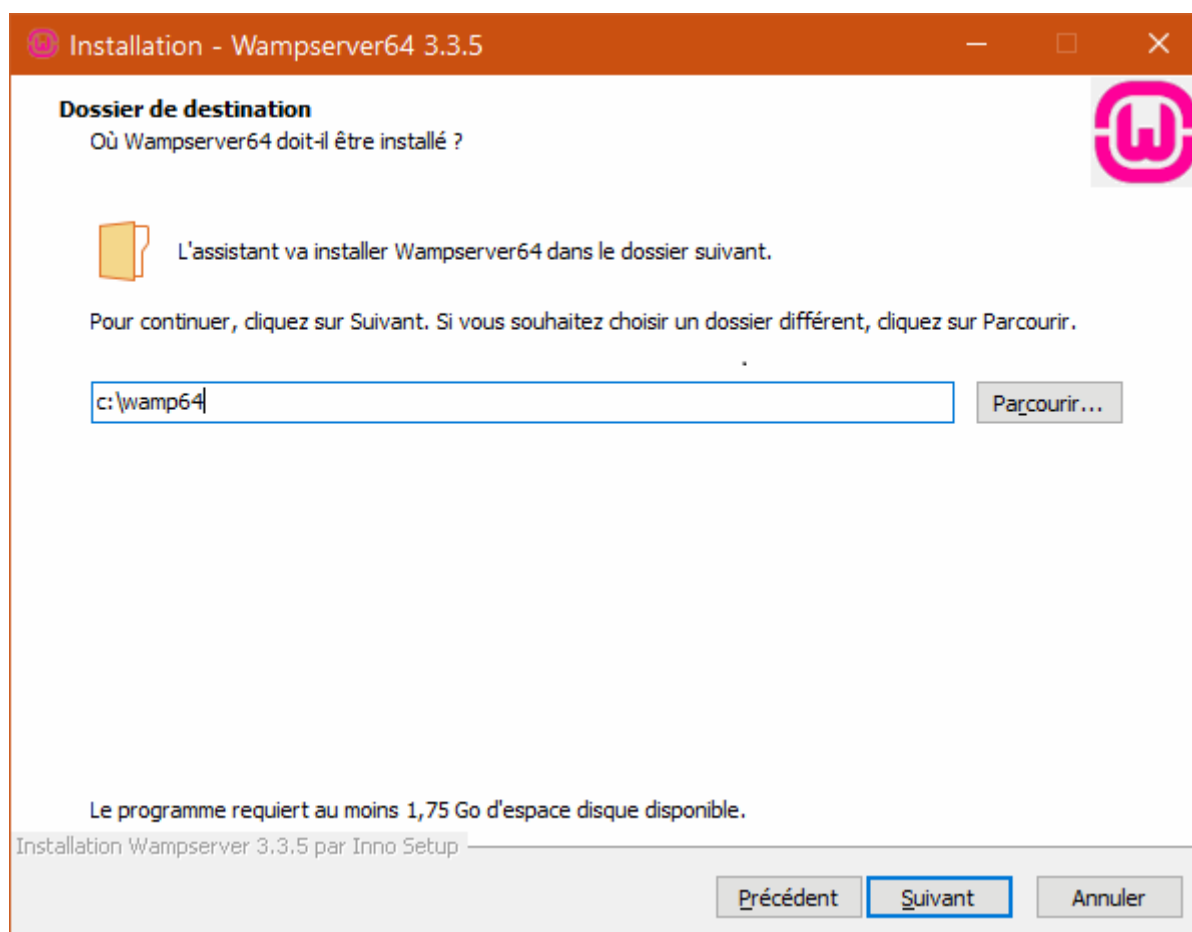 Installation - Wampserver64 3.3.5
Dossier de destination
Où Wampserver64 doit-il être installé ?
L'assistant va installer Wampserver64 dans le dossier suivant.
Pour continuer, cliquez sur Suivant. Si vous souhaitez choisir un dossier différent, cliquez sur Parcourir.
c:\wamp64
Parcourir...
Le programme requiert au moins 1,75 Go d'espace disque disponible.
Installation Wampserver 3.3.5 par Inno Setup
Précédent
Suivant
Annuler